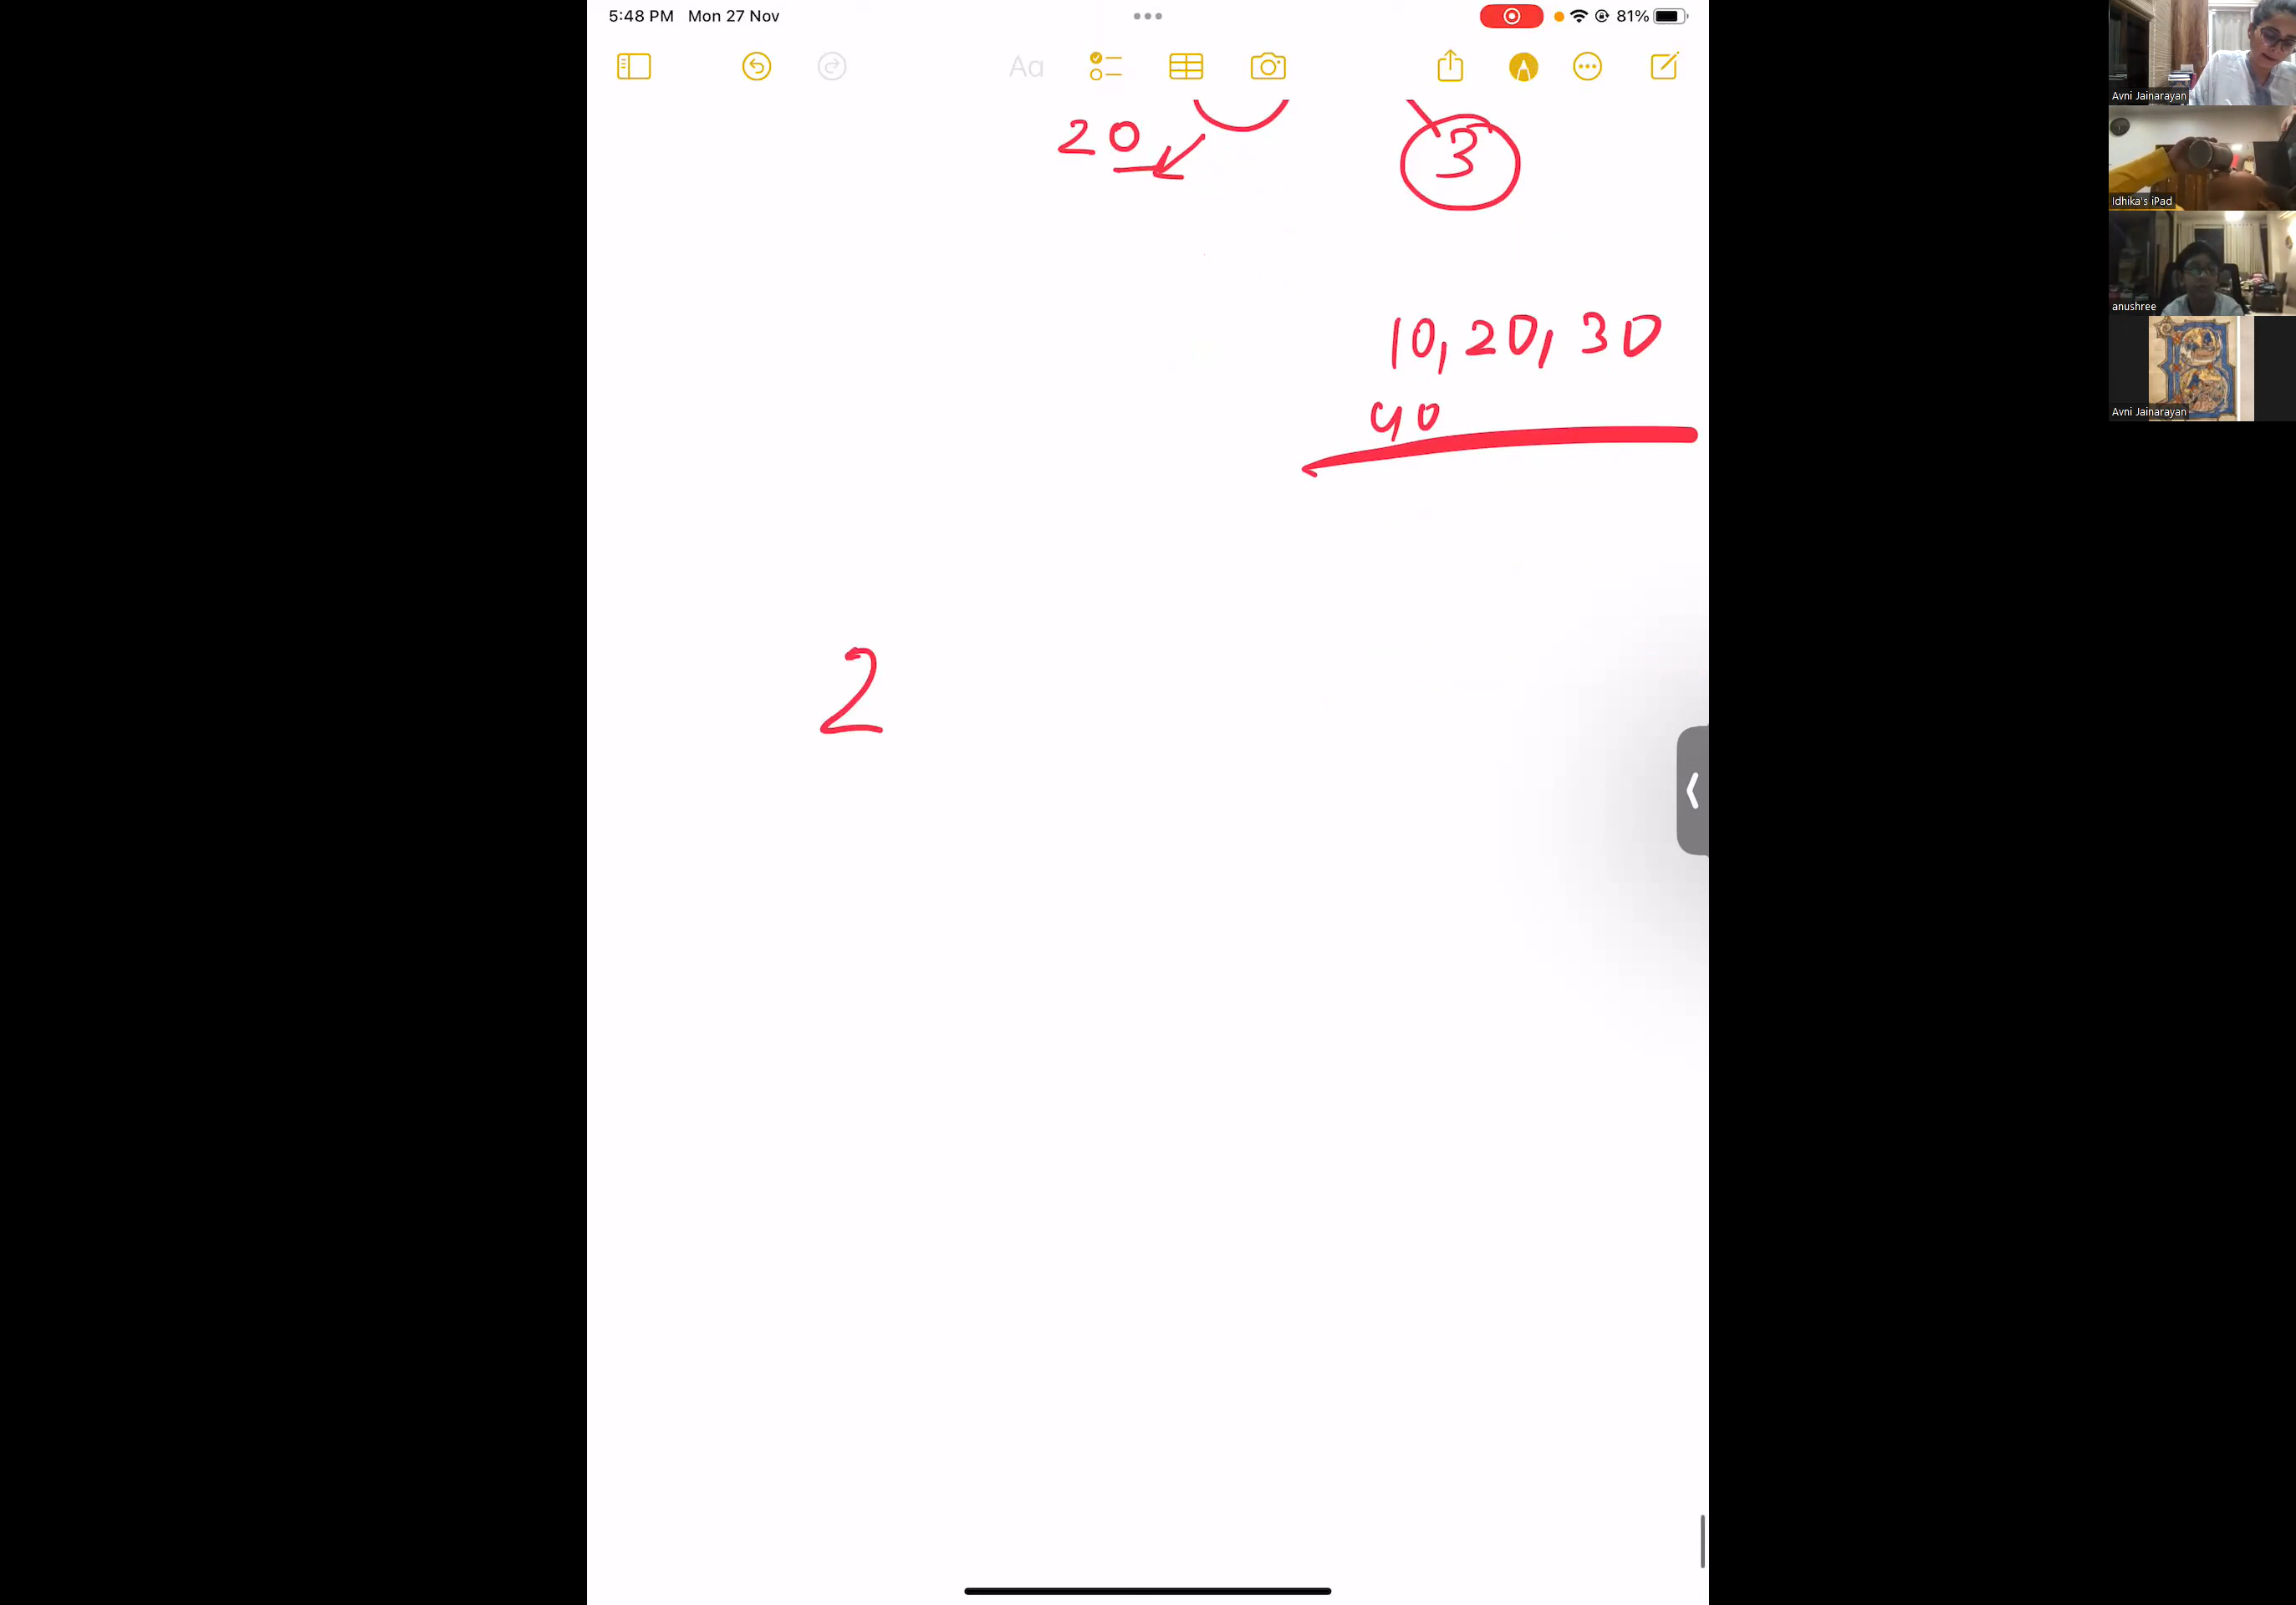 5:48 PM Mon 27 Nov
81%
Aa
20
3
10, 20, 30
40
2
Avni Jainarayan
Idhika's iPad
anushree
Avni Jainarayan